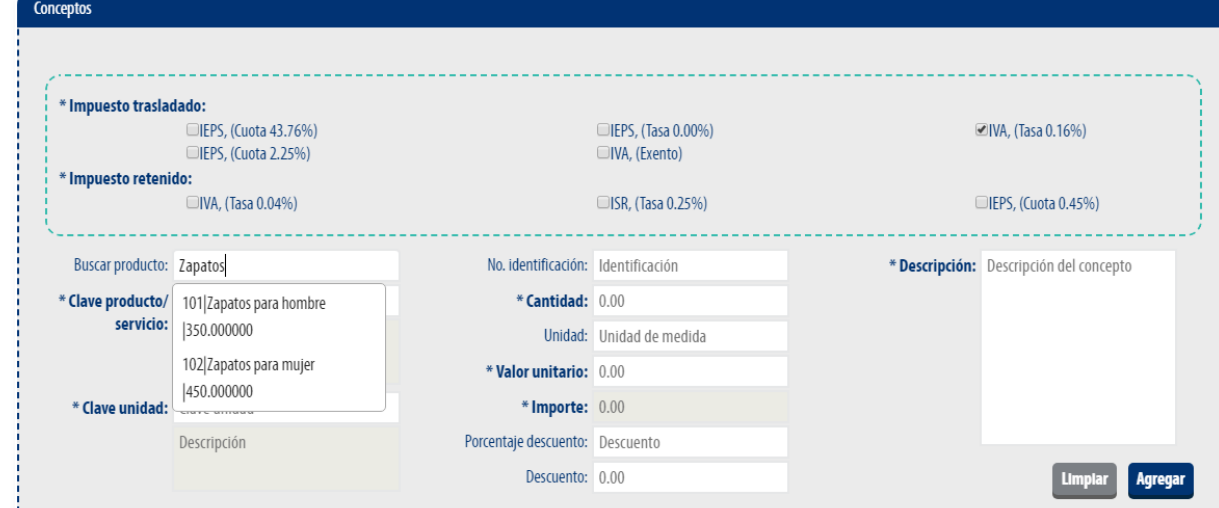 Conceptos
* Impuesto trasladado:
IEPS, (Cuota 43.76%) IEPS, (Tasa 0.00%) IVA, (Tasa 0.16%)
IEPS, (Cuota 2.25%) IVA, (Exento)
* Impuesto retenido:
IVA, (Tasa 0.04%) ISR, (Tasa 0.25%) IEPS, (Cuota 0.45%)
Buscar producto: Zapatos No. identificación: Identificación * Descripción: Descripción del concepto
* Clave producto/ 101|Zapatos para hombre * Cantidad: 0.00
servicio: |350.000000 Unidad: Unidad de medida
102|Zapatos para mujer * Valor unitario: 0.00
|450.000000
* Clave unidad: * Importe: 0.00
Descripción Porcentaje descuento: Descuento
Descuento: 0.00
Limpiar Agregar